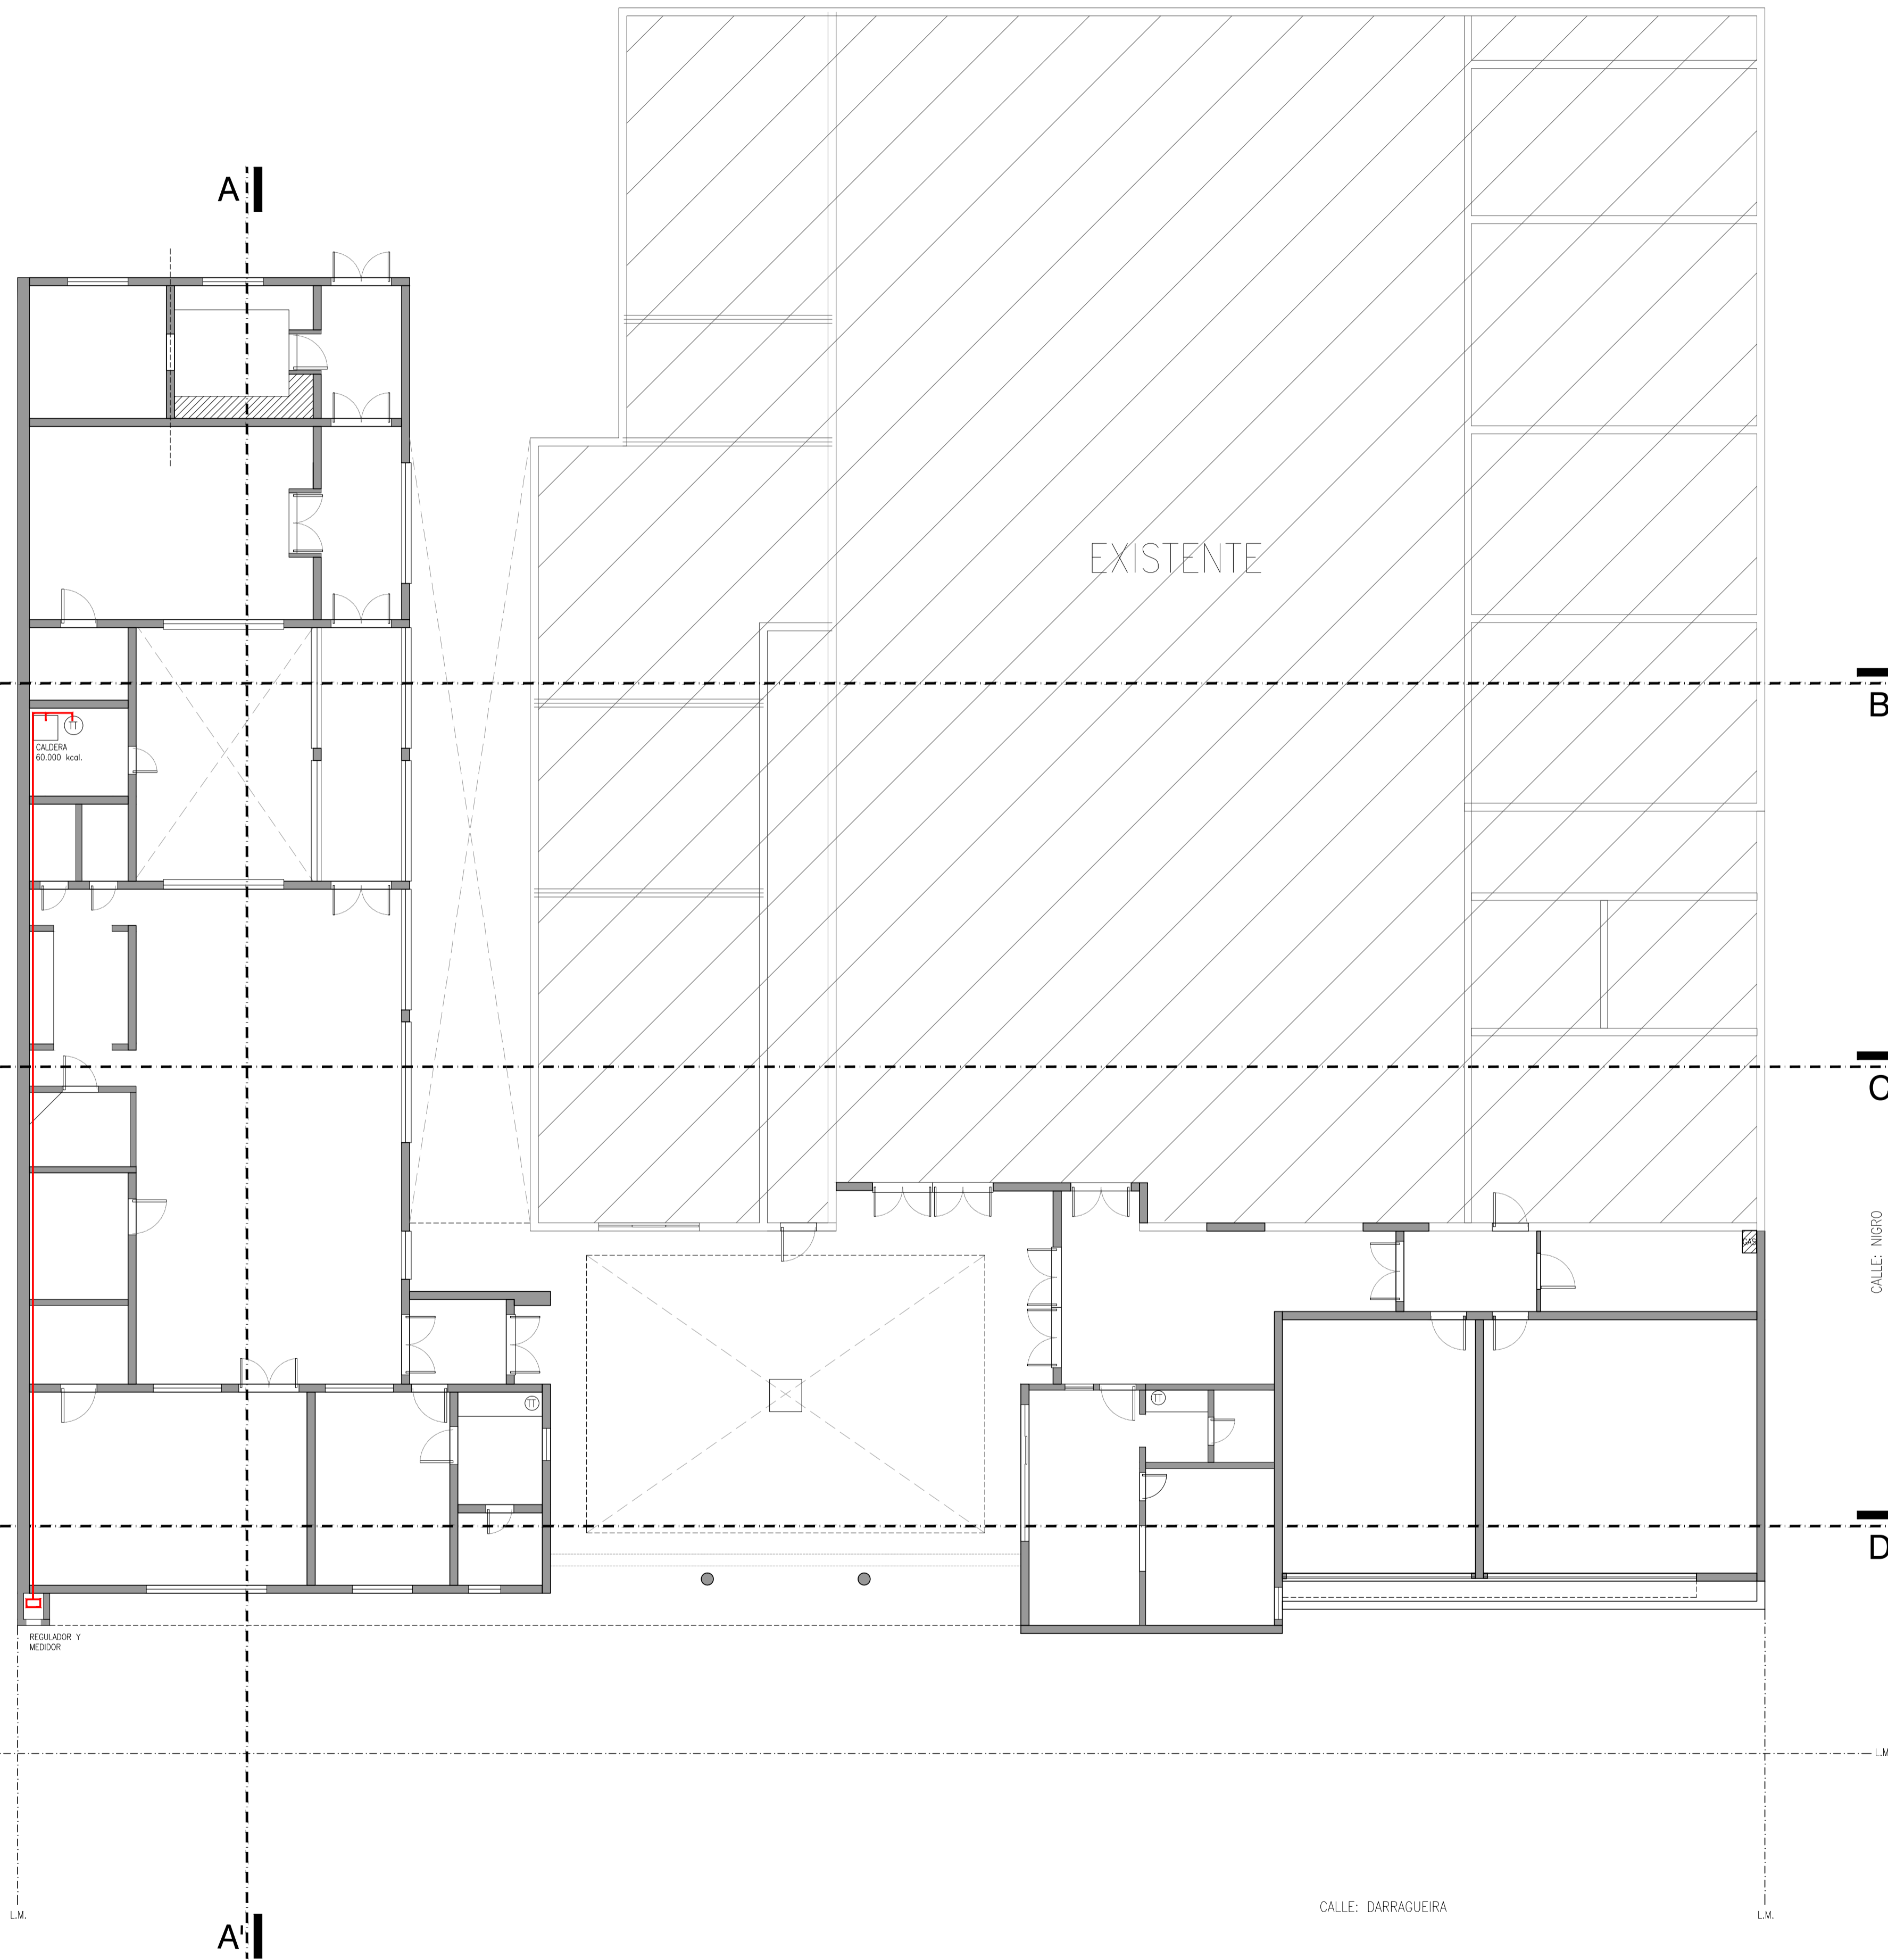 A
EXISTENTE
B
TT
CALDERA
60.000 kcal.
C
CALLE: NIGRO
GAS
TT
TT
D
REGULADOR Y
MEDIDOR
L.M
CALLE: DARRAGUEIRA
L.M.
L.M.
A'